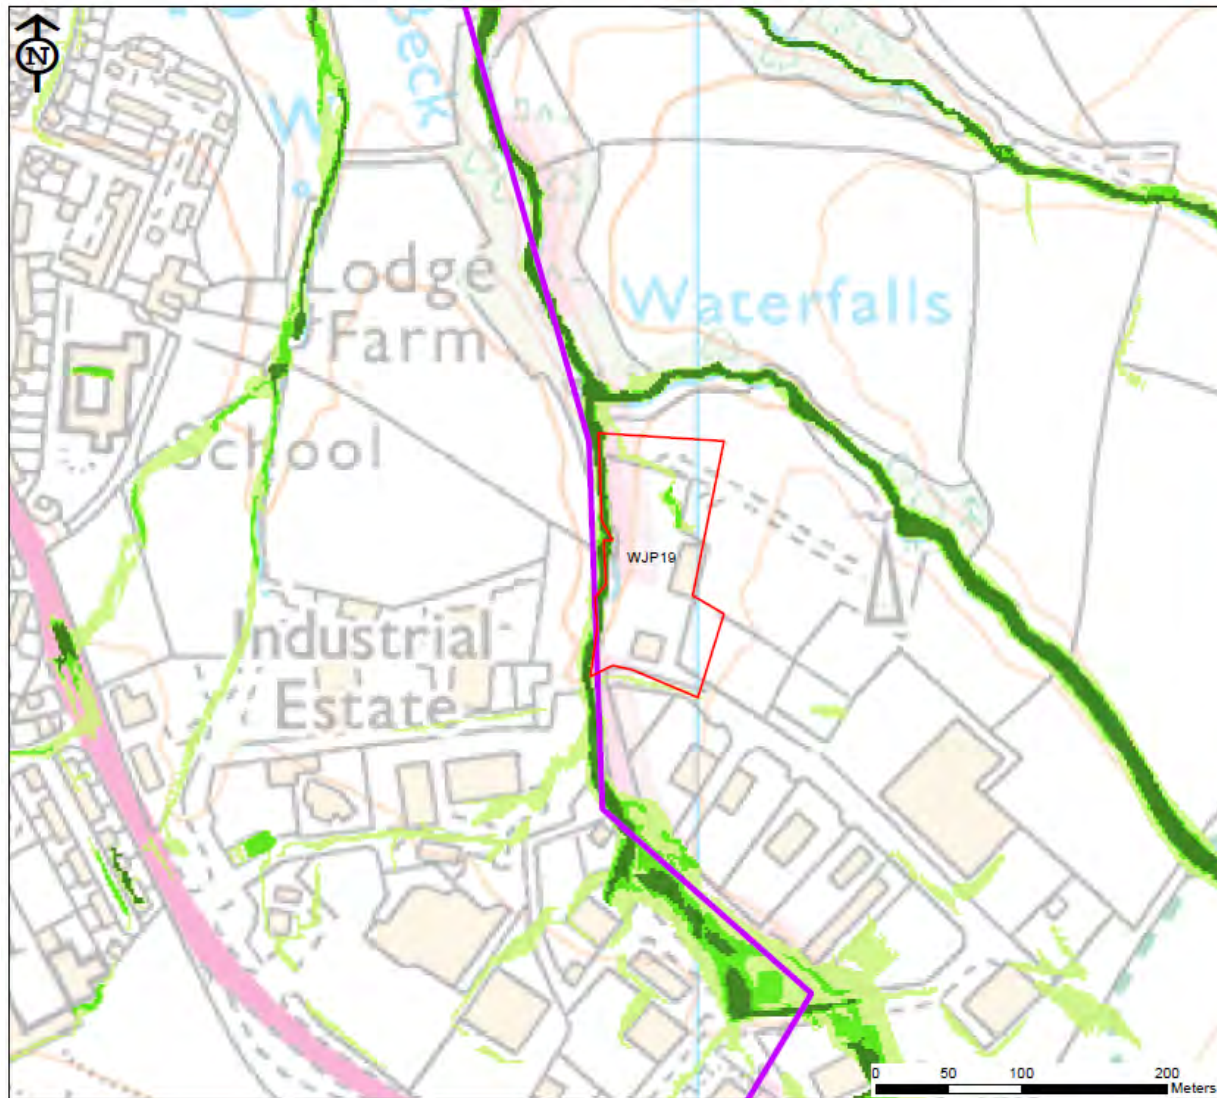 N
Beck
W
Lodge
Farm
Waterfalls
School
WJP19
Industrial
Estate
0 50 100 200
Meters